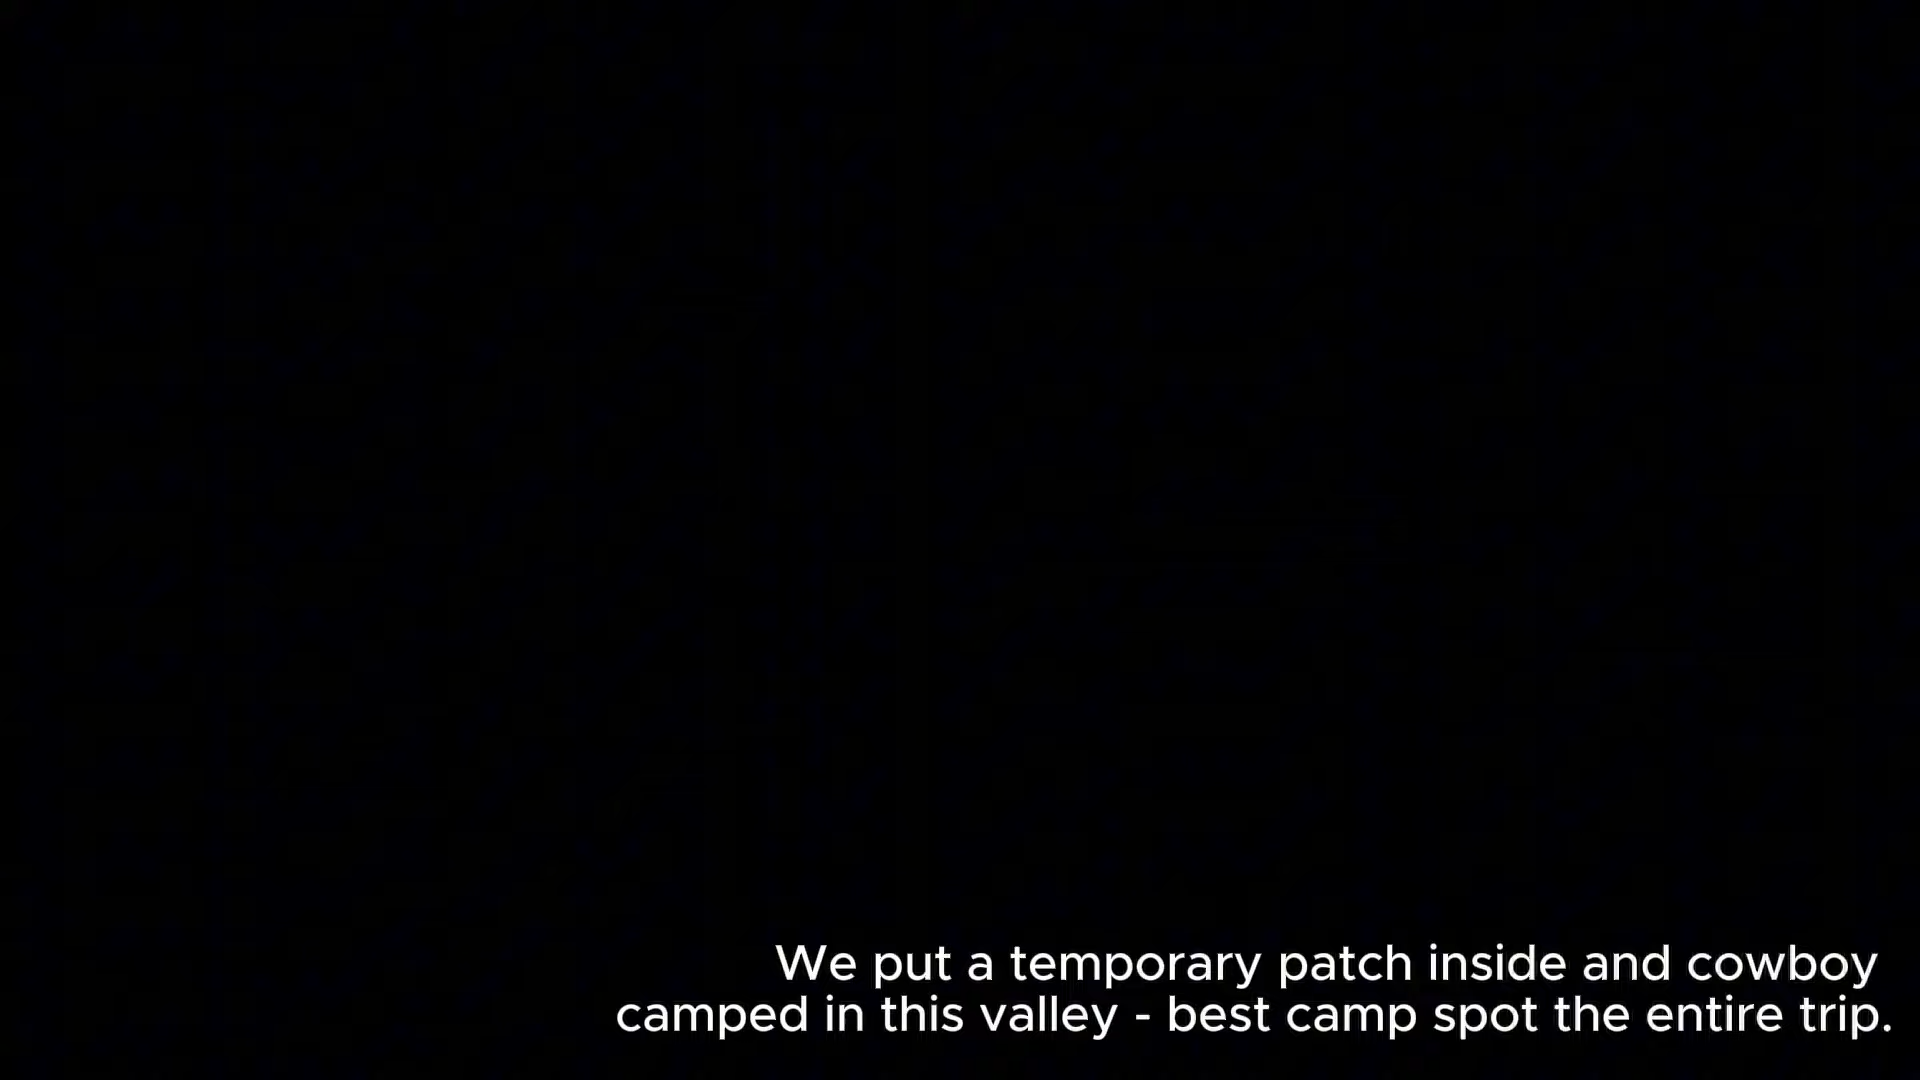 We put a temporary patch inside and cowboy
camped in this valley - best camp spot the entire trip.